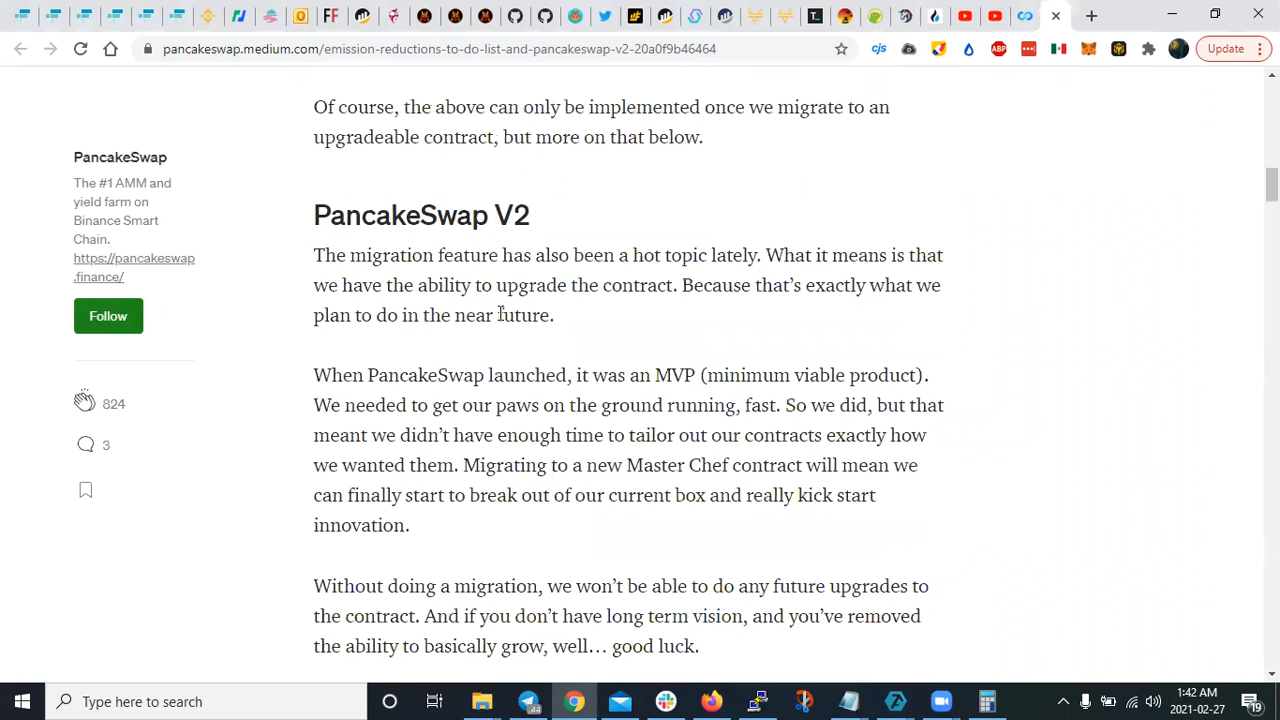 pancakeswap.medium.com/emission-reductions-to-do-list-and-pancakeswap-v2-20a0f9b46464
cjs
ABP
Update
Of course, the above can only be implemented once we migrate to an
upgradeable contract, but more on that below.
PancakeSwap
The #1 AMM and
yield farm on
Binance Smart
Chain.
https://pancakeswap
.finance/
Follow
824
3
PancakeSwap V2
The migration feature has also been a hot topic lately. What it means is that
we have the ability to upgrade the contract. Because that’s exactly what we
plan to do in the near future.
When PancakeSwap launched, it was an MVP (minimum viable product).
We needed to get our paws on the ground running, fast. So we did, but that
meant we didn’t have enough time to tailor out our contracts exactly how
we wanted them. Migrating to a new Master Chef contract will mean we
can finally start to break out of our current box and really kick start
innovation.
Without doing a migration, we won’t be able to do any future upgrades to
the contract. And if you don’t have long term vision, and you’ve removed
the ability to basically grow, well… good luck.
Type here to search
44
1:42 AM
2021-02-27
19